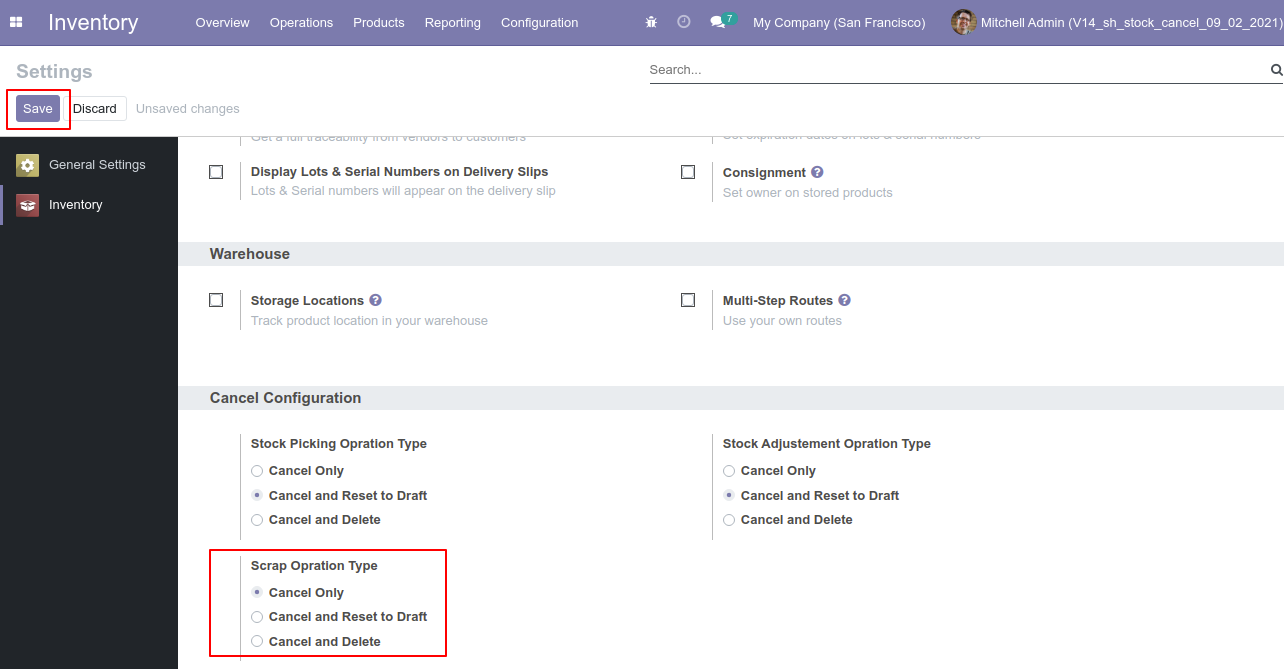 Inventory Overview Operations Products Reporting Configuration 7 My Company (San Francisco) Mitchell Admin (V14_sh_stock_cancel_09_02_2021)
Settings
Search...
Save Discard Unsaved changes
General Settings
Inventory
Get a full traceability from vendors to customers
Set expiration dates on lots & serial numbers
Display Lots & Serial Numbers on Delivery Slips
Lots & Serial numbers will appear on the delivery slip
Consignment ?
Set owner on stored products
Warehouse
Storage Locations ?
Track product location in your warehouse
Multi-Step Routes ?
Use your own routes
Cancel Configuration
Stock Picking Opration Type
Cancel Only
Cancel and Reset to Draft
Cancel and Delete
Stock Adjustement Opration Type
Cancel Only
Cancel and Reset to Draft
Cancel and Delete
Scrap Opration Type
Cancel Only
Cancel and Reset to Draft
Cancel and Delete